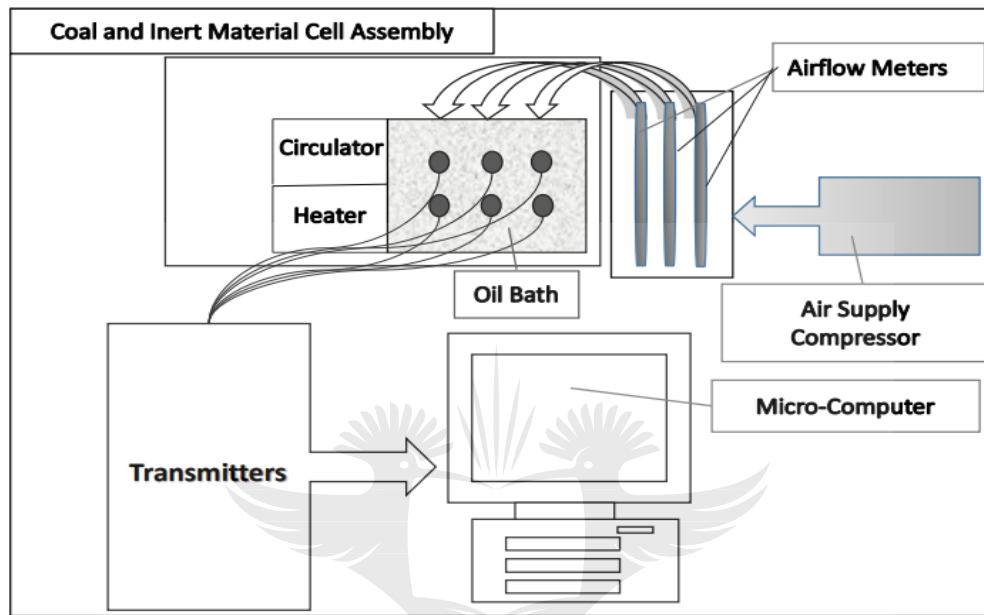 Coal and Inert Material Cell Assembly
Airflow Meters
Circulator
Heater
Oil Bath
Air Supply
Compressor
Micro-Computer
Transmitters